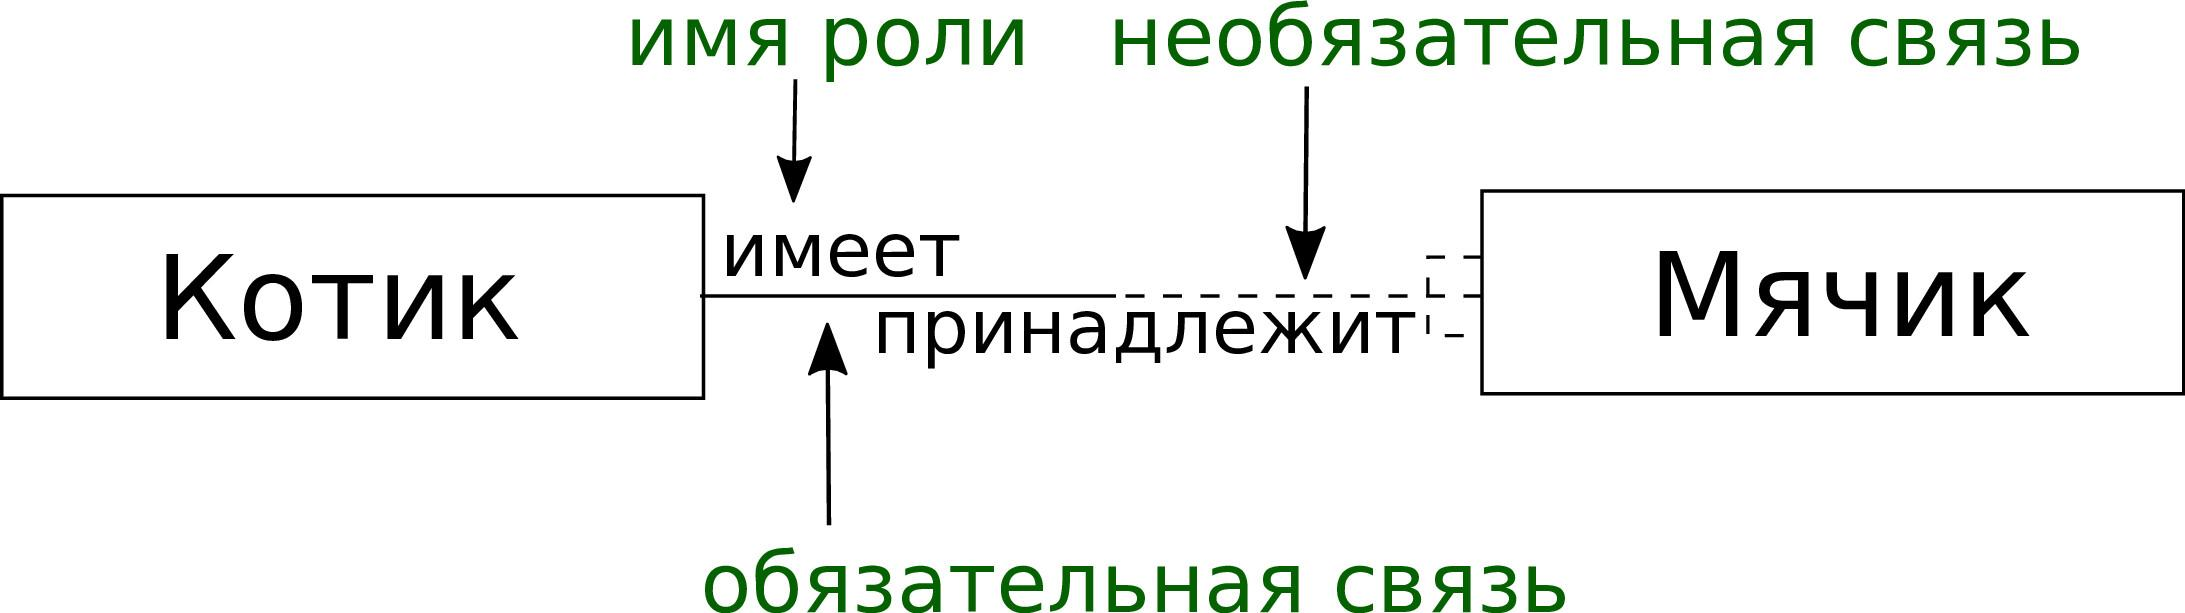 имя роли
необязательная связь
имеет
Котик
Мячик
принадлежит
обязательная связь